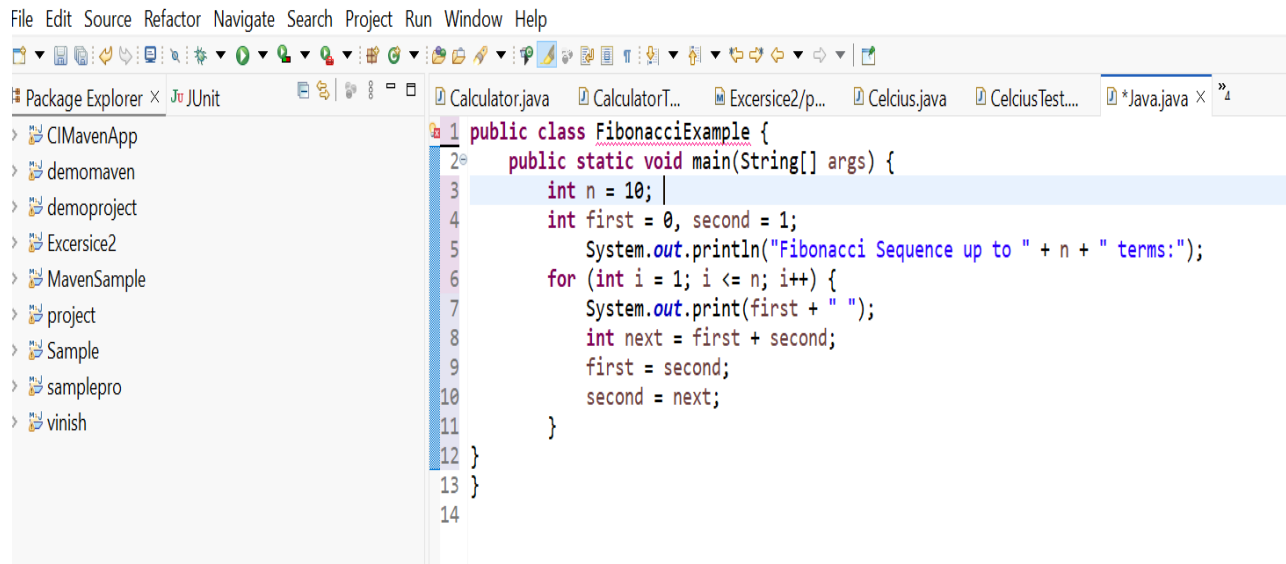 File Edit Source Refactor Navigate Search Project Run Window Help
Package Explorer × Ju JUnit
Calculator.java CalculatorT... Excersice2/p... Celcius.java CelciusTest.... *Java.java × »4
CIMavenApp
demomaven
demoproject
Excersice2
MavenSample
project
Sample
samplepro
vinish
1 public class FibonacciExample {
2 public static void main(String[] args) {
3 int n = 10;
4 int first = 0, second = 1;
5 System.out.println("Fibonacci Sequence up to " + n + " terms:");
6 for (int i = 1; i <= n; i++) {
7 System.out.print(first + " ");
8 int next = first + second;
9 first = second;
10 second = next;
11 }
12 }
13 }
14